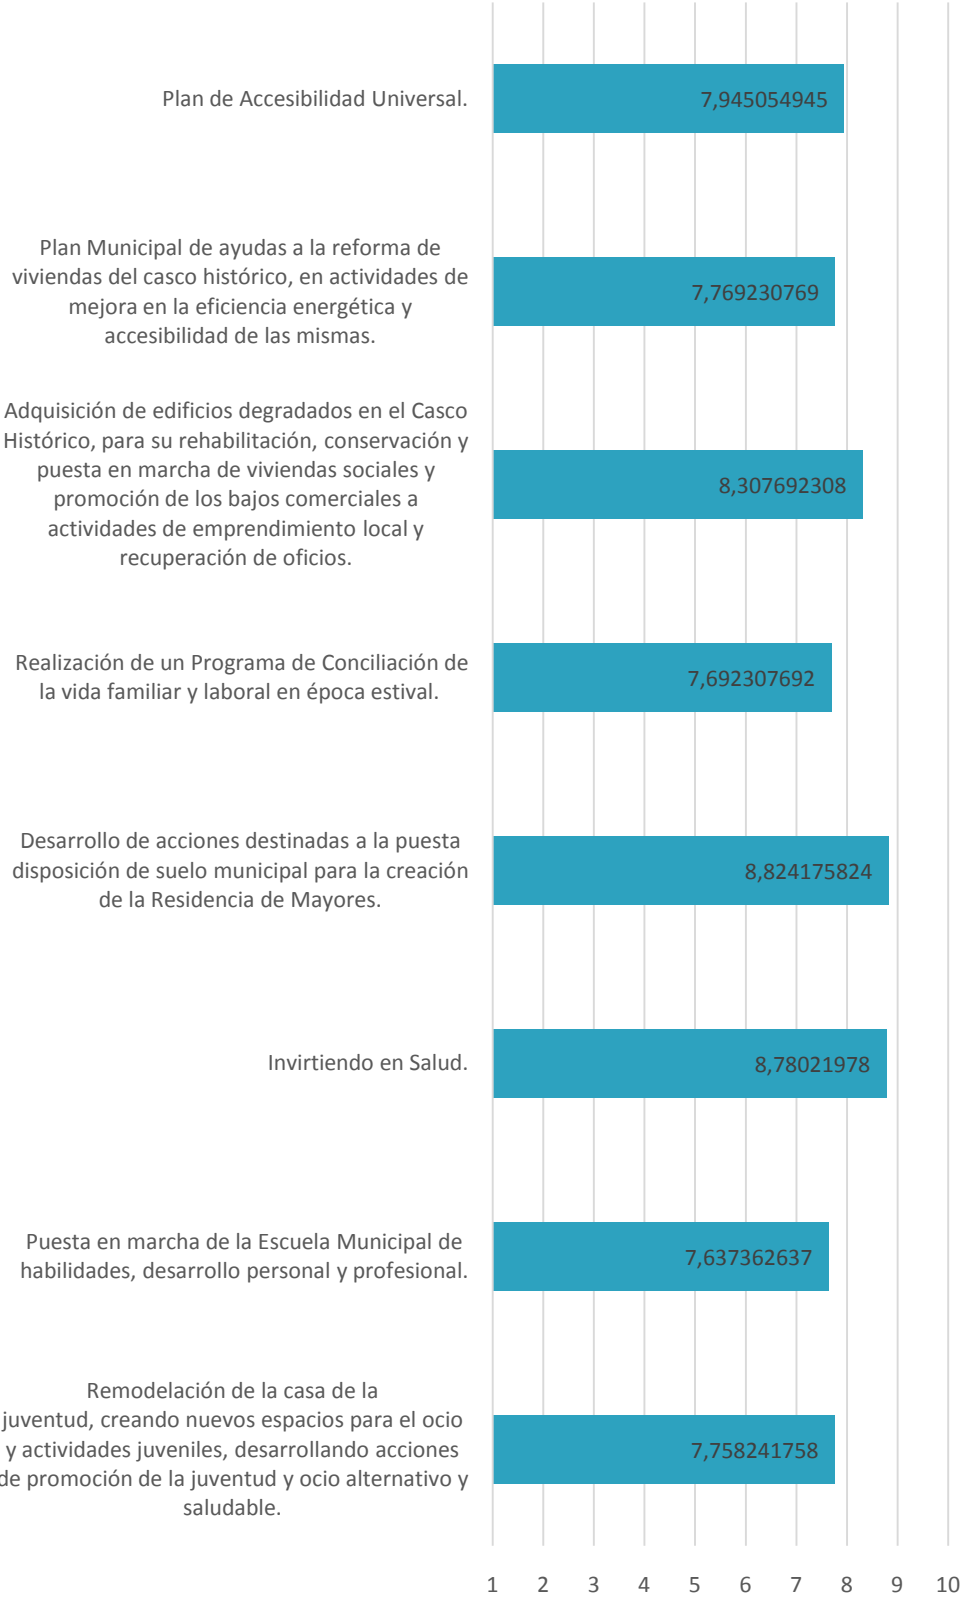 Plan de Accesibilidad Universal.
7,945054945
Plan Municipal de ayudas a la reforma de
viviendas del casco histórico, en actividades de
mejora en la eficiencia energética y
accesibilidad de las mismas.
7,769230769
Adquisición de edificios degradados en el Casco
Histórico, para su rehabilitación, conservación y
puesta en marcha de viviendas sociales y
promoción de los bajos comerciales a
actividades de emprendimiento local y
recuperación de oficios.
8,307692308
Realización de un Programa de Conciliación de
la vida familiar y laboral en época estival.
7,692307692
Desarrollo de acciones destinadas a la puesta
disposición de suelo municipal para la creación
de la Residencia de Mayores.
8,824175824
Invirtiendo en Salud.
8,78021978
Puesta en marcha de la Escuela Municipal de
habilidades, desarrollo personal y profesional.
7,637362637
Remodelación de la casa de la
juventud, creando nuevos espacios para el ocio
y actividades juveniles, desarrollando acciones
de promoción de la juventud y ocio alternativo y
saludable.
7,758241758
1 2 3 4 5 6 7 8 9 10